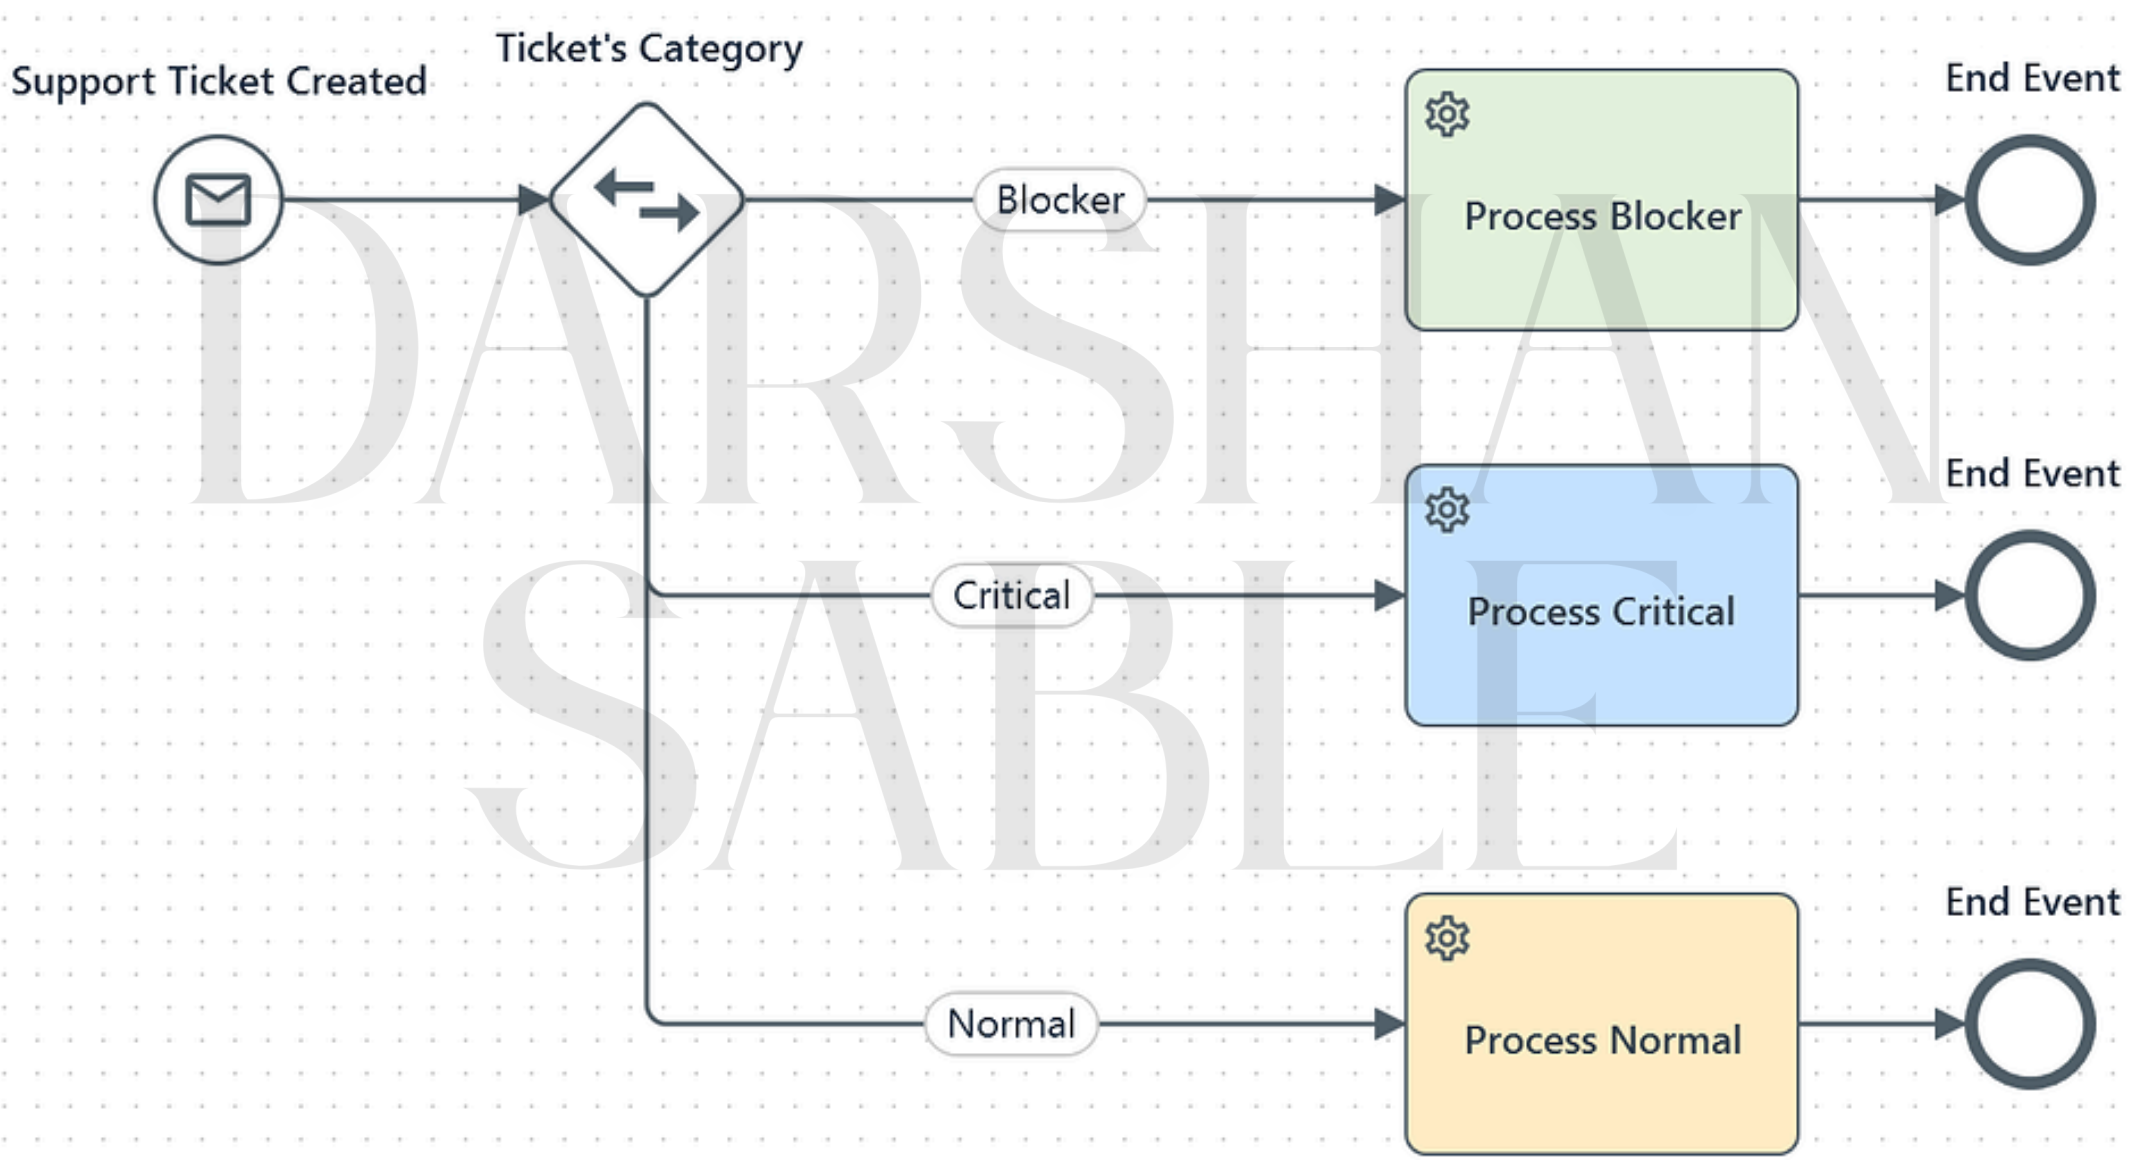 Ticket's Category
Support Ticket Created
End Event
Blocker
Process Blocker
End Event
Critical
Process Critical
End Event
Normal
Process Normal
DARSHAN
SABLE